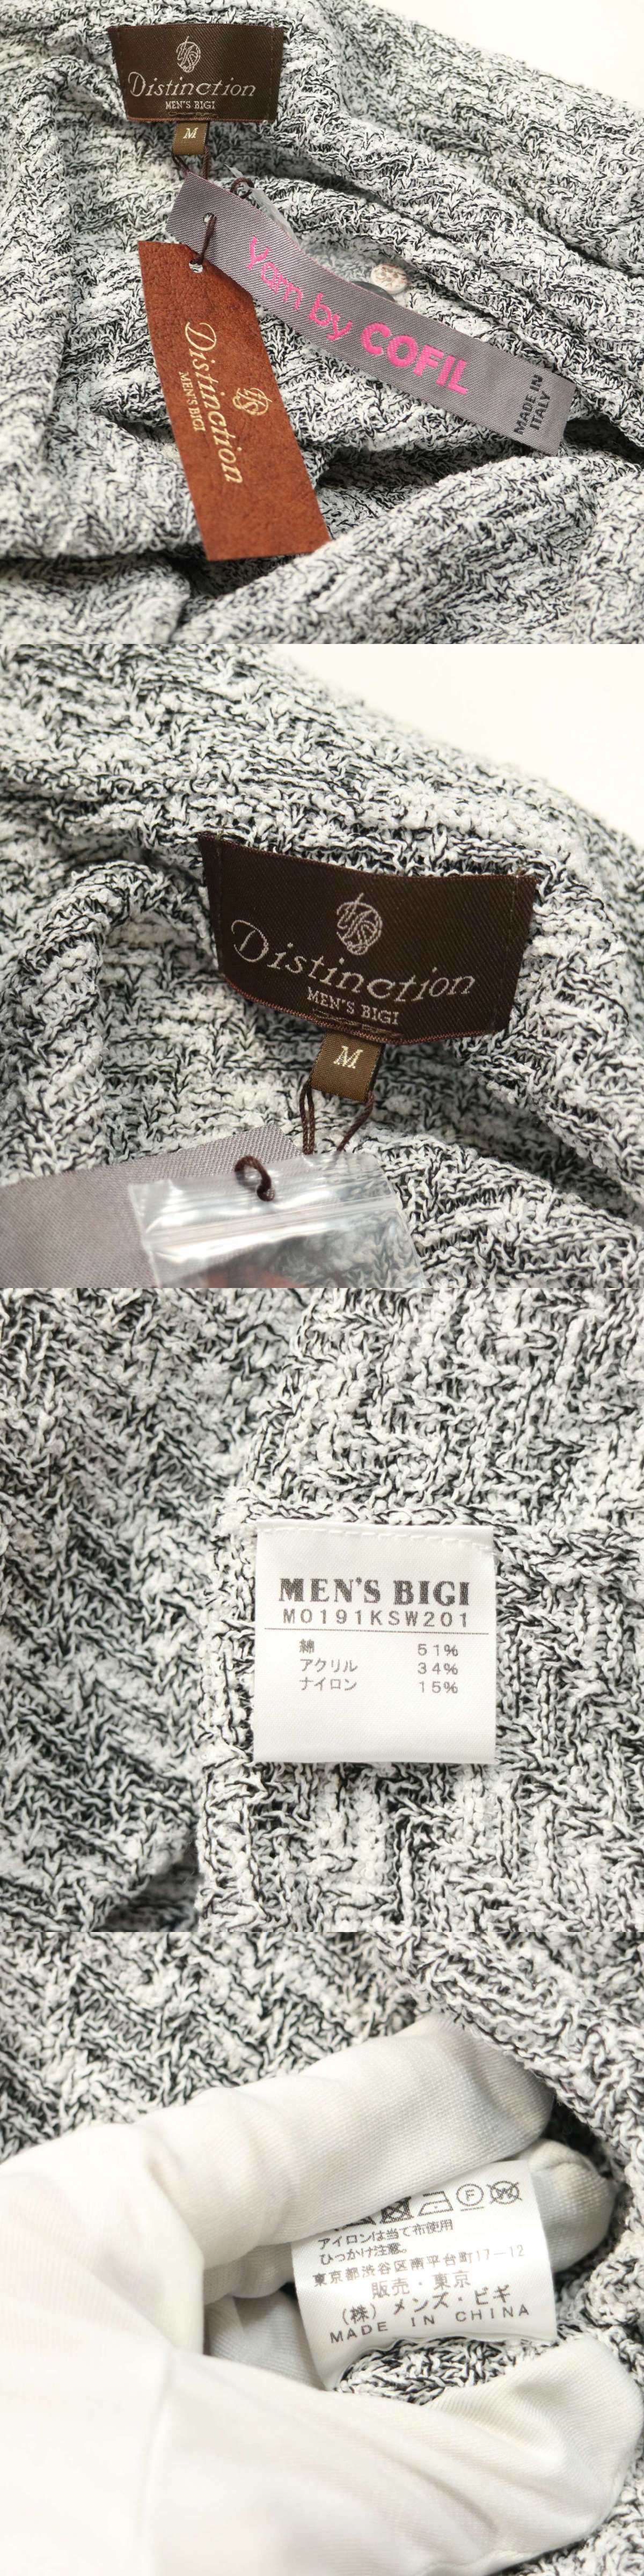 Distinction
MEN'S BIGI
M
Yarn by COFIL
MADE IN
ITALY
Distinction
MEN'S BIGI
Distinction
MEN'S BIGI
M
MEN'S BIGI
M0191KSW201
綿 51%
アクリル 34%
ナイロン 15%
F
W
アイロンは当て布使用
ひっかけ注意。
東京都渋谷区南平台町17-12
販売・東京
(株) メンズ・ビギ
MADE IN CHINA